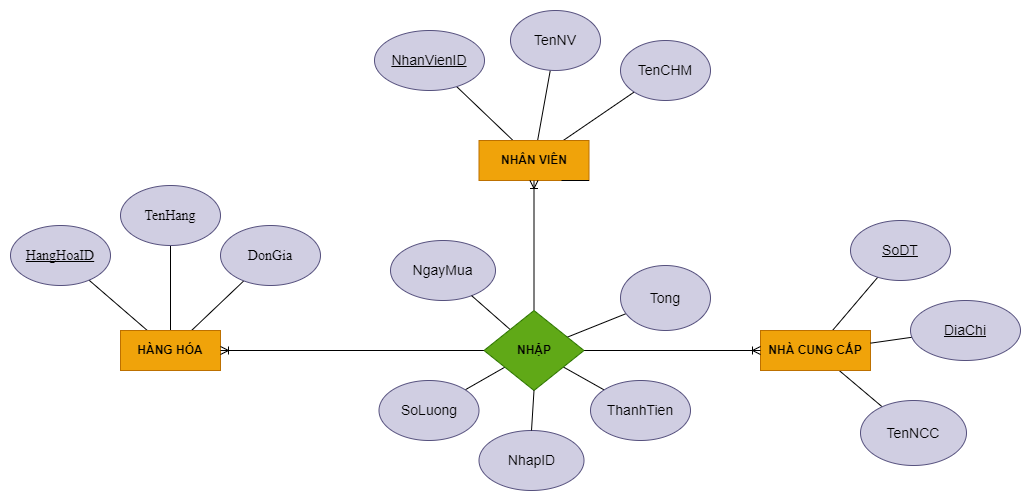 TenNV
NhanVienID
TenCHM
NHÂN VIÊN
TenHang
HangHoaID
DonGia
NgayMua
Tong
SoDT
DiaChi
HÀNG HÓA
NHẬP
NHÀ CUNG CẤP
SoLuong
ThanhTien
TenNCC
NhapID